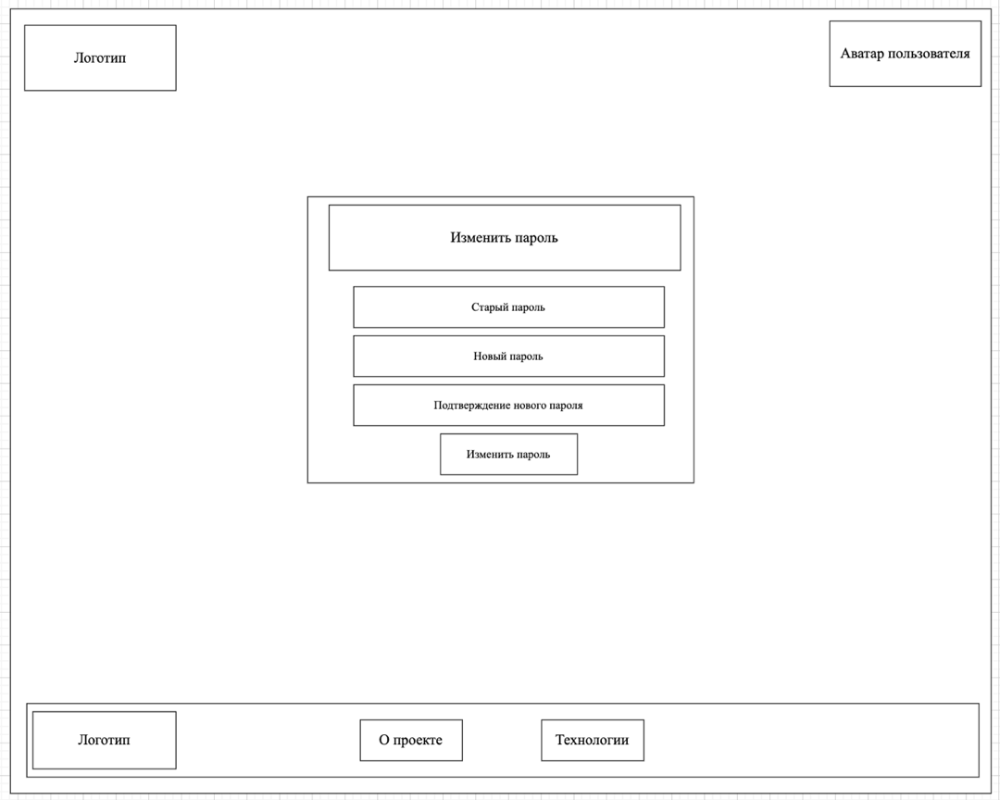 Логотип
Аватар пользователя
Изменить пароль
Старый пароль
Новый пароль
Подтверждение нового пароля
Изменить пароль
Логотип
О проекте
Технологии